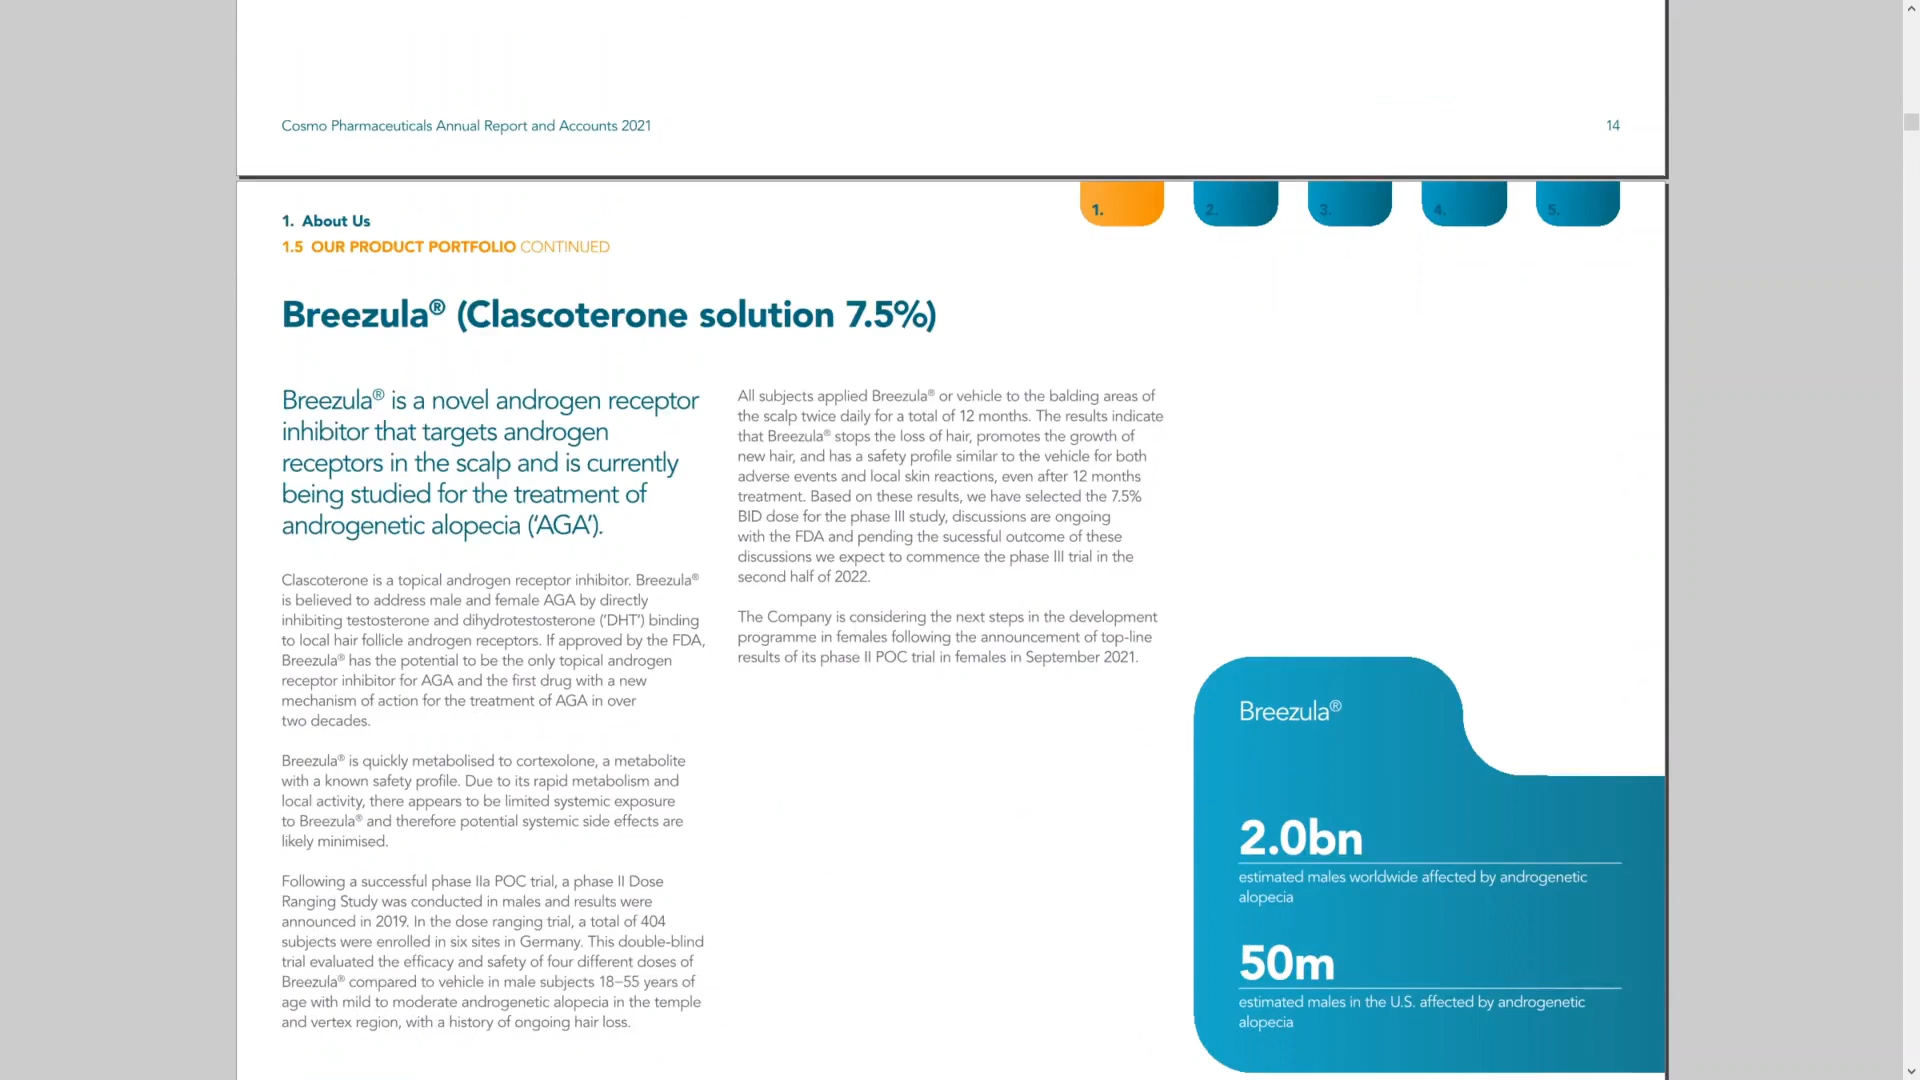 Cosmo Pharmaceuticals Annual Report and Accounts 2021
14
1. About Us
1.5 OUR PRODUCT PORTFOLIO CONTINUED
1.
2.
3.
4.
5.
Breezula® (Clascoterone solution 7.5%)
Breezula® is a novel androgen receptor
inhibitor that targets androgen
receptors in the scalp and is currently
being studied for the treatment of
androgenetic alopecia (‘AGA’).
Clascoterone is a topical androgen receptor inhibitor. Breezula®
is believed to address male and female AGA by directly
inhibiting testosterone and dihydrotestosterone (‘DHT’) binding
to local hair follicle androgen receptors. If approved by the FDA,
Breezula® has the potential to be the only topical androgen
receptor inhibitor for AGA and the first drug with a new
mechanism of action for the treatment of AGA in over
two decades.
Breezula® is quickly metabolised to cortexolone, a metabolite
with a known safety profile. Due to its rapid metabolism and
local activity, there appears to be limited systemic exposure
to Breezula® and therefore potential systemic side effects are
likely minimised.
Following a successful phase IIa POC trial, a phase II Dose
Ranging Study was conducted in males and results were
announced in 2019. In the dose ranging trial, a total of 404
subjects were enrolled in six sites in Germany. This double-blind
trial evaluated the efficacy and safety of four different doses of
Breezula® compared to vehicle in male subjects 18–55 years of
age with mild to moderate androgenetic alopecia in the temple
and vertex region, with a history of ongoing hair loss.
All subjects applied Breezula® or vehicle to the balding areas of
the scalp twice daily for a total of 12 months. The results indicate
that Breezula® stops the loss of hair, promotes the growth of
new hair, and has a safety profile similar to the vehicle for both
adverse events and local skin reactions, even after 12 months
treatment. Based on these results, we have selected the 7.5%
BID dose for the phase III study, discussions are ongoing
with the FDA and pending the sucessful outcome of these
discussions we expect to commence the phase III trial in the
second half of 2022.
The Company is considering the next steps in the development
programme in females following the announcement of top-line
results of its phase II POC trial in females in September 2021.
Breezula®
2.0bn
estimated males worldwide affected by androgenetic
alopecia
50m
estimated males in the U.S. affected by androgenetic
alopecia